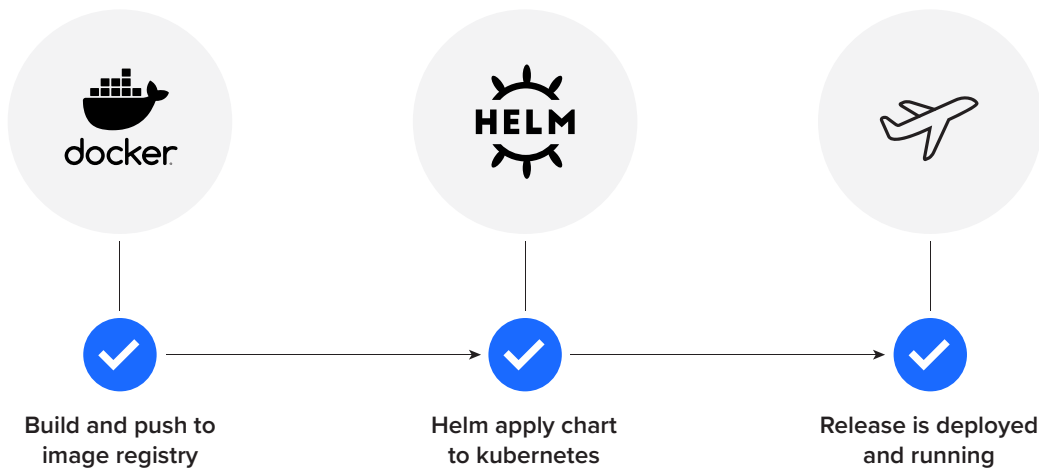 docker
HELM
Build and push to
image registry
Helm apply chart
to kubernetes
Release is deployed
and running